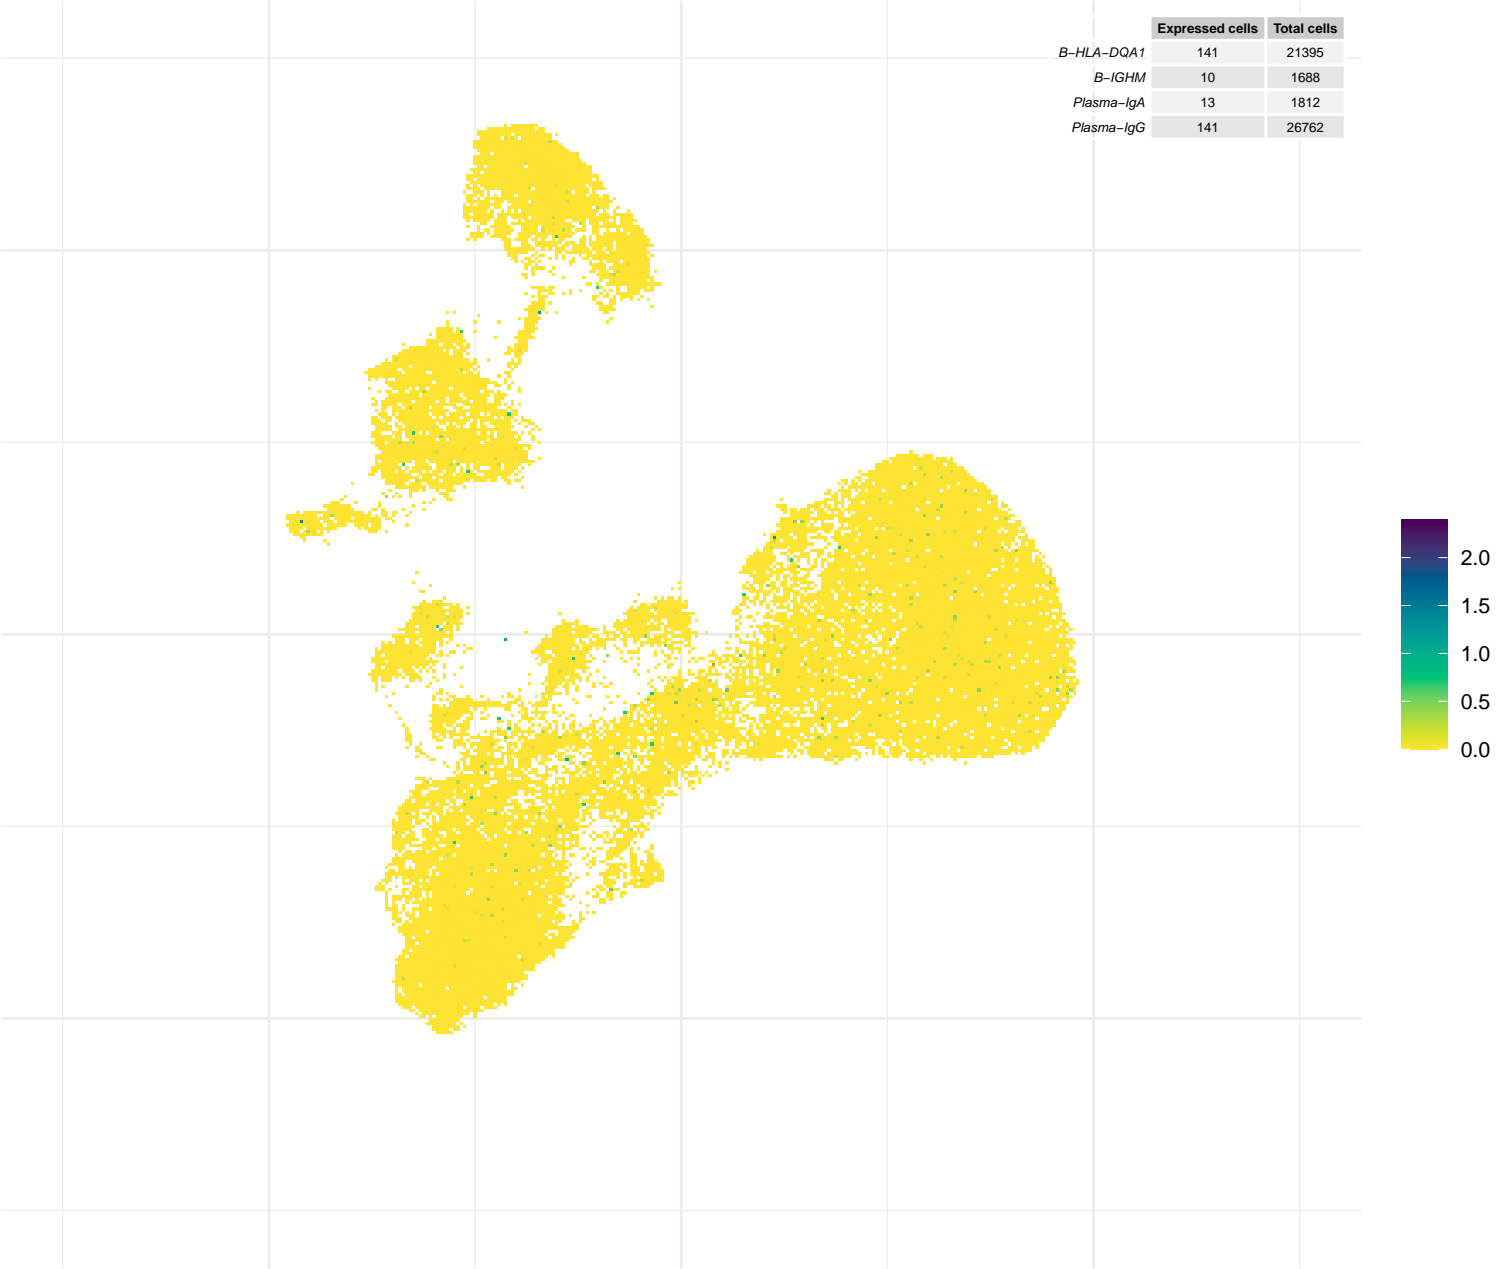 Expressed cells Total cells
B−HLA−DQA1 141 21395
B−IGHM 10 1688
Plasma−IgA 13 1812
Plasma−IgG 141 26762
2.0
1.5
1.0
0.5
0.0